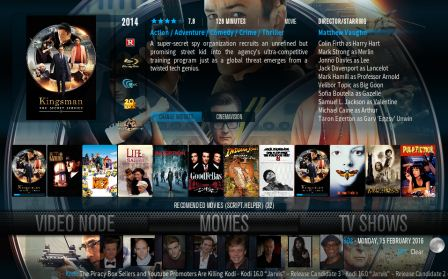 2014
7.8
128 MINUTES
MOVIE
DIRECTOR/STARRING
Action / Adventure / Comedy / Crime / Thriller
Matthew Vaughn
A super-secret spy organization recruits an unrefined but
promising street kid into the agency's ultra-competitive
training program just as a global threat emerges from a
twisted tech genius.
Colin Firth as Harry Hart
Mark Strong as Merlin
Jonno Davies as Lee
Jack Davenport as Lancelot
Mark Hamill as Professor Arnold
Velibor Topic as Big Goon
Sofia Boutella as Gazelle
Samuel L. Jackson as Valentine
Michael Caine as Arthur
Taron Egerton as Gary 'Eggsy' Unwin
Kingsman
THE SECRET SERVICE
CHANGE WIDGETS
CINEMAVISION
LIFE
GoodFellas
PULP FICTION
RECOMENDED MOVIES (SCRIPT.HELPER) (32)
VIDEO NODE
MOVIES
TV SHOWS
MONDAY, 15 FEBRUARY 2016
Clear
The Piracy Box Sellers and Youtube Promoters Are Killing Kodi - Kodi 16.0 "Jarvis" - Release Candidate 3 - Kodi 16.0 "Jarvis" - Release Candidate 2